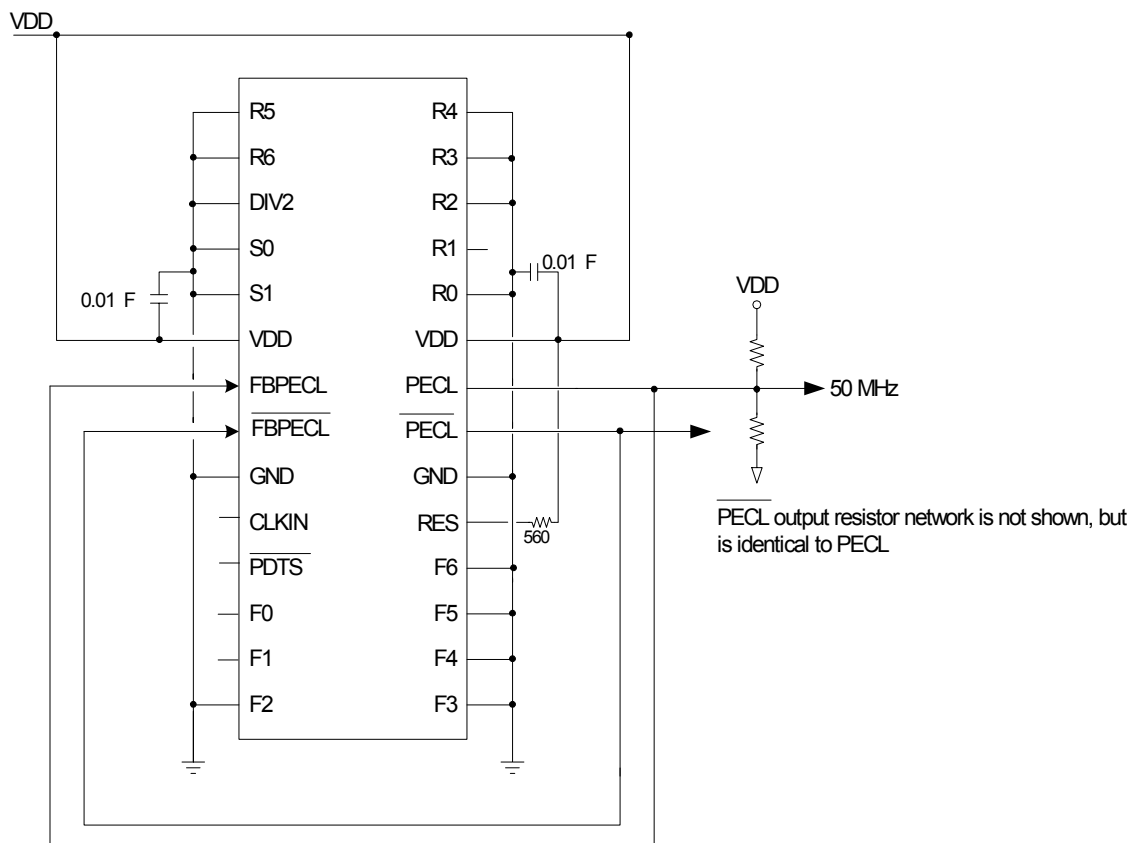 VDD
R5
R6
DIV2
S0
S1
VDD
FBPECL
FBPECL
GND
CLKIN
PDTS
F0
F1
F2
R4
R3
R2
R1
R0
VDD
PECL
PECL
GND
RES
F6
F5
F4
F3
0.01 F
0.01 F
560
VDD
50 MHz
PECL output resistor network is not shown, but
is identical to PECL